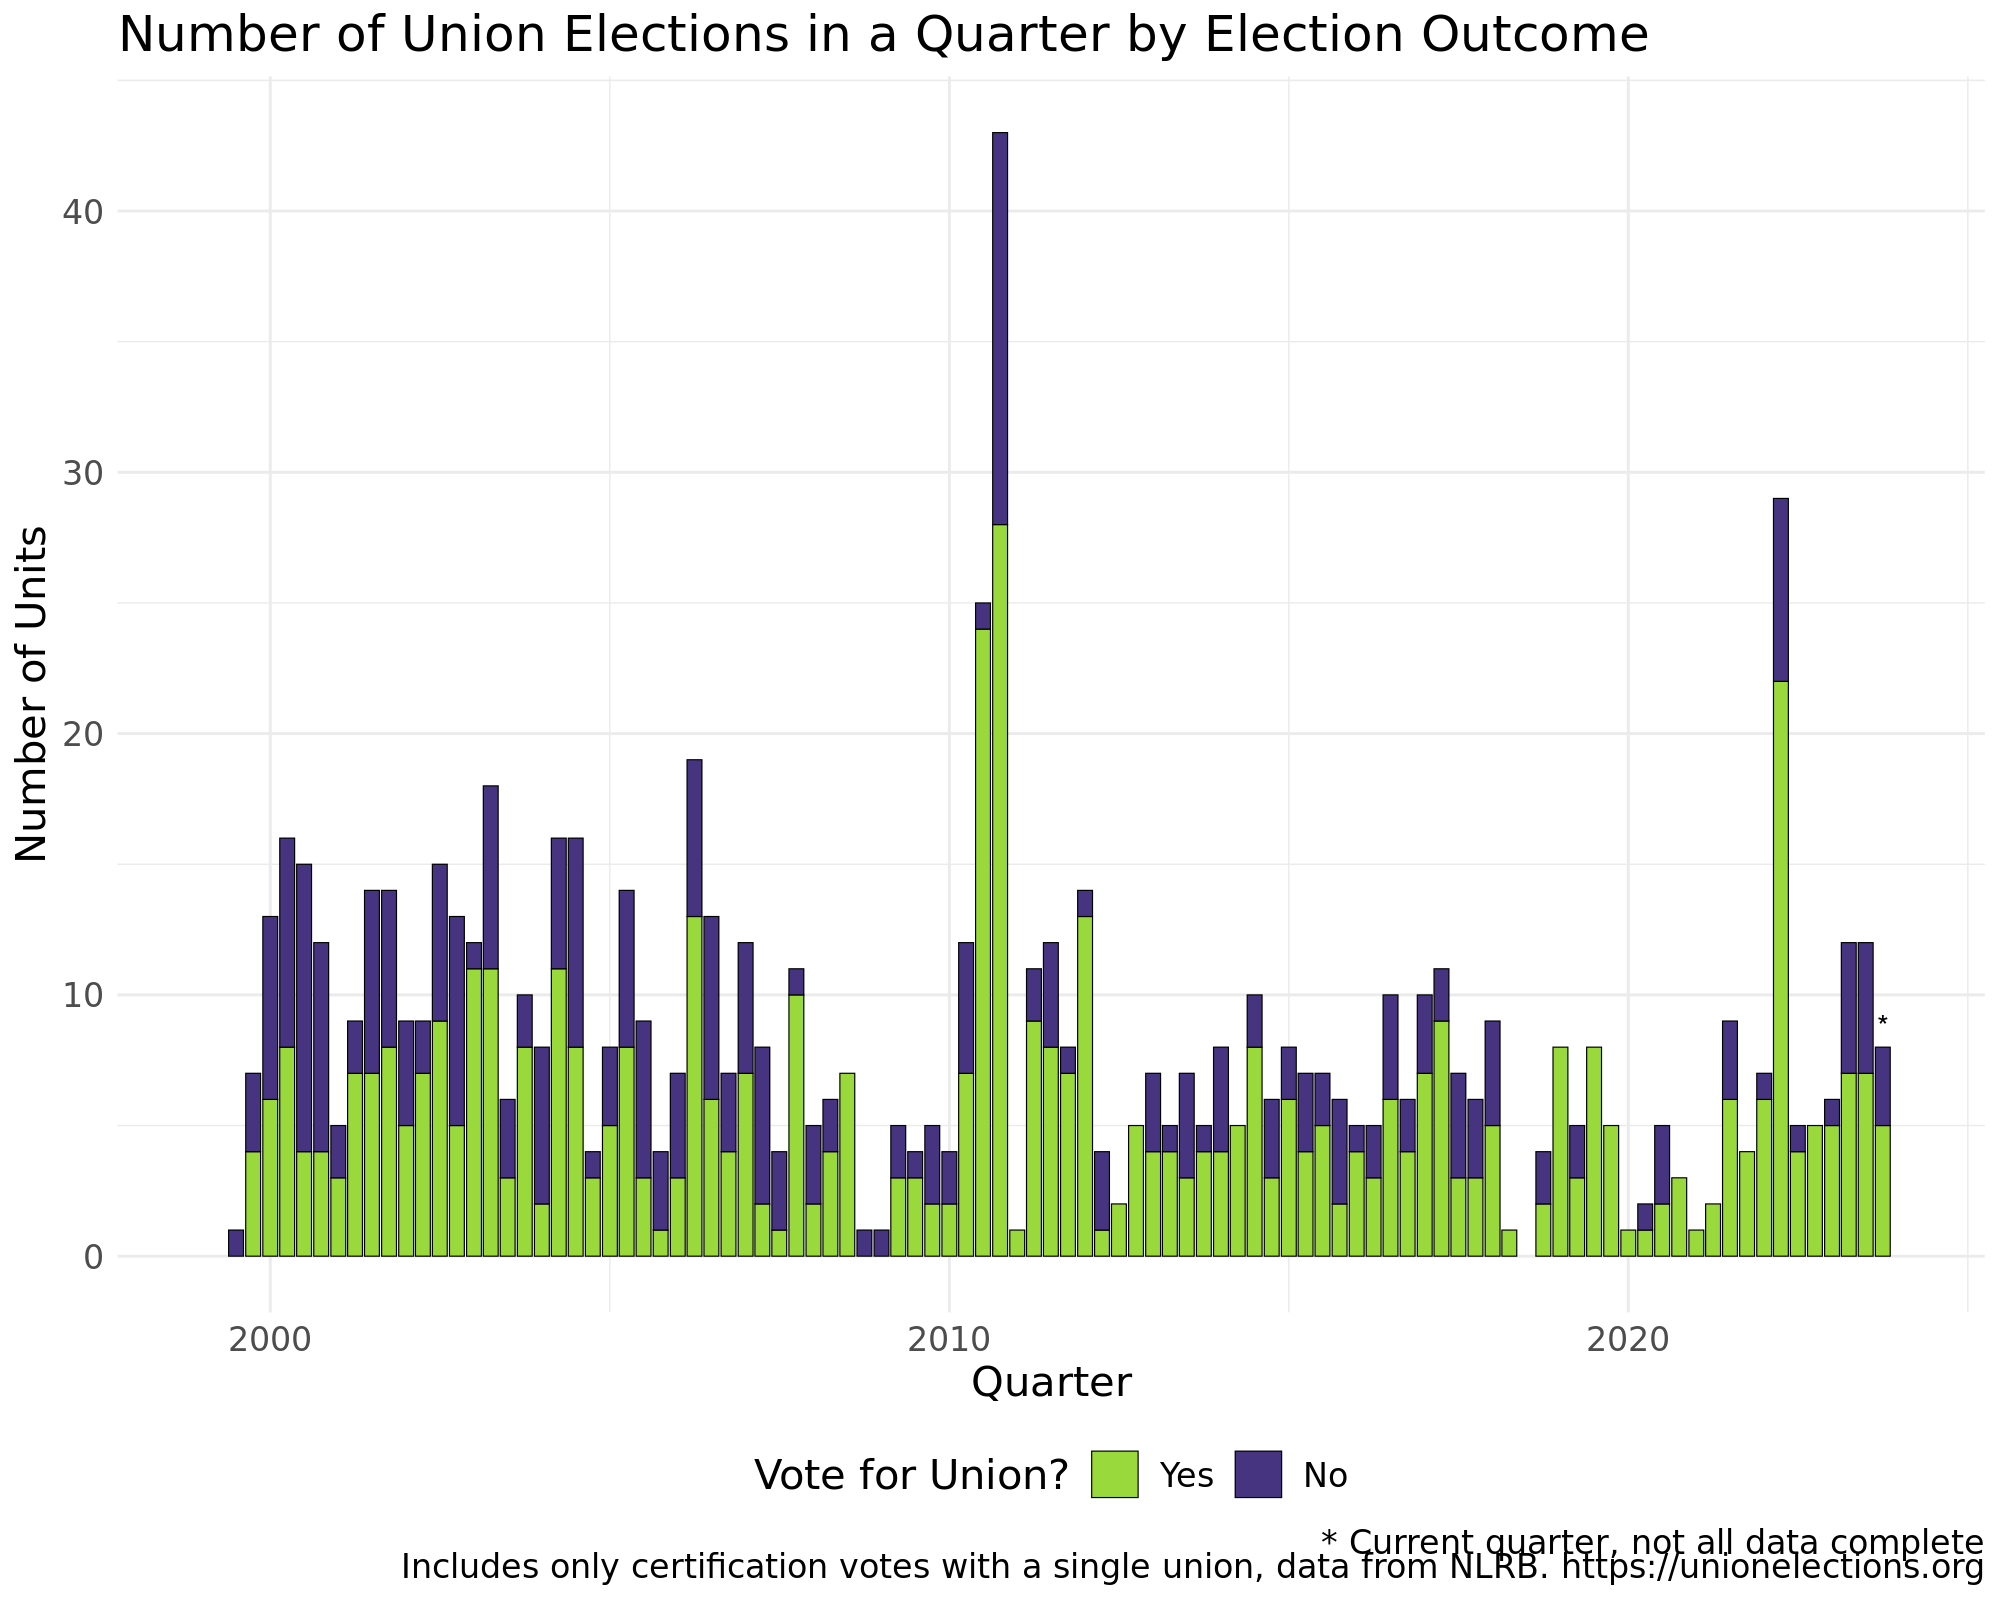 Number of Union Elections in a Quarter by Election Outcome
Number of Units
40
30
20
10
0
*
2000 2010 2020
Quarter
Vote for Union? Yes No
* Current quarter, not all data complete
Includes only certification votes with a single union, data from NLRB. https://unionelections.org